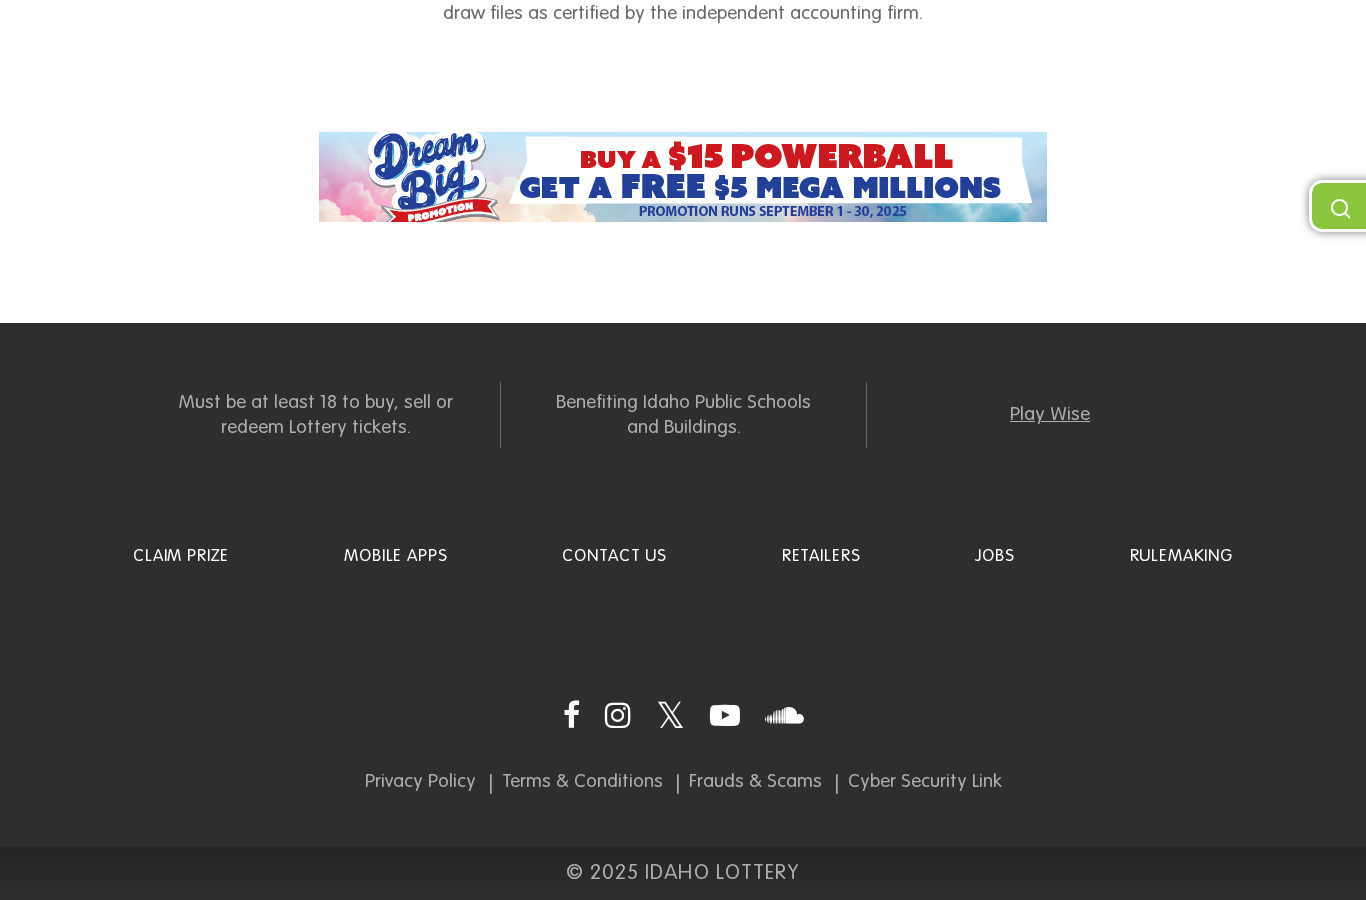 draw files as certified by the independent accounting firm.
Dream
Big
PROMOTION
BUY A $15 POWERBALL
GET A FREE $5 MEGA MILLIONS
PROMOTION RUNS SEPTEMBER 1 - 30, 2025
Must be at least 18 to buy, sell or
redeem Lottery tickets.
Benefiting Idaho Public Schools
and Buildings.
Play Wise
CLAIM PRIZE
MOBILE APPS
CONTACT US
RETAILERS
JOBS
RULEMAKING
Privacy Policy | Terms & Conditions | Frauds & Scams | Cyber Security Link
© 2025 IDAHO LOTTERY